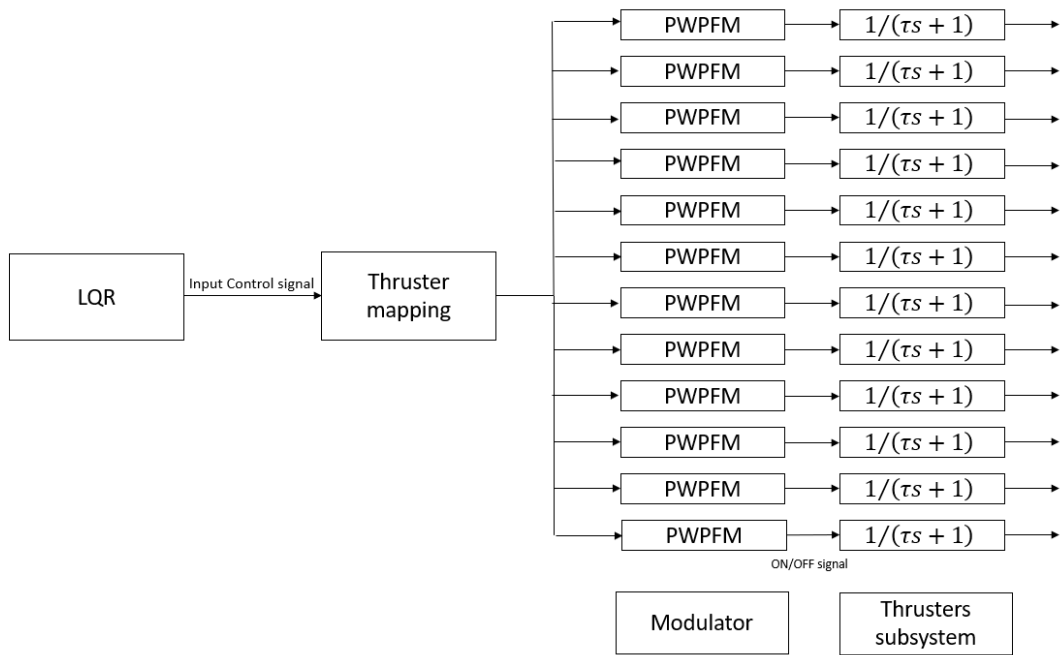 PWPFM 1/(τs + 1)
PWPFM 1/(τs + 1)
PWPFM 1/(τs + 1)
PWPFM 1/(τs + 1)
PWPFM 1/(τs + 1)
PWPFM 1/(τs + 1)
LQR
Input Control signal
Thruster
mapping
PWPFM 1/(τs + 1)
PWPFM 1/(τs + 1)
PWPFM 1/(τs + 1)
PWPFM 1/(τs + 1)
PWPFM 1/(τs + 1)
PWPFM 1/(τs + 1)
ON/OFF signal
Modulator
Thrusters
subsystem